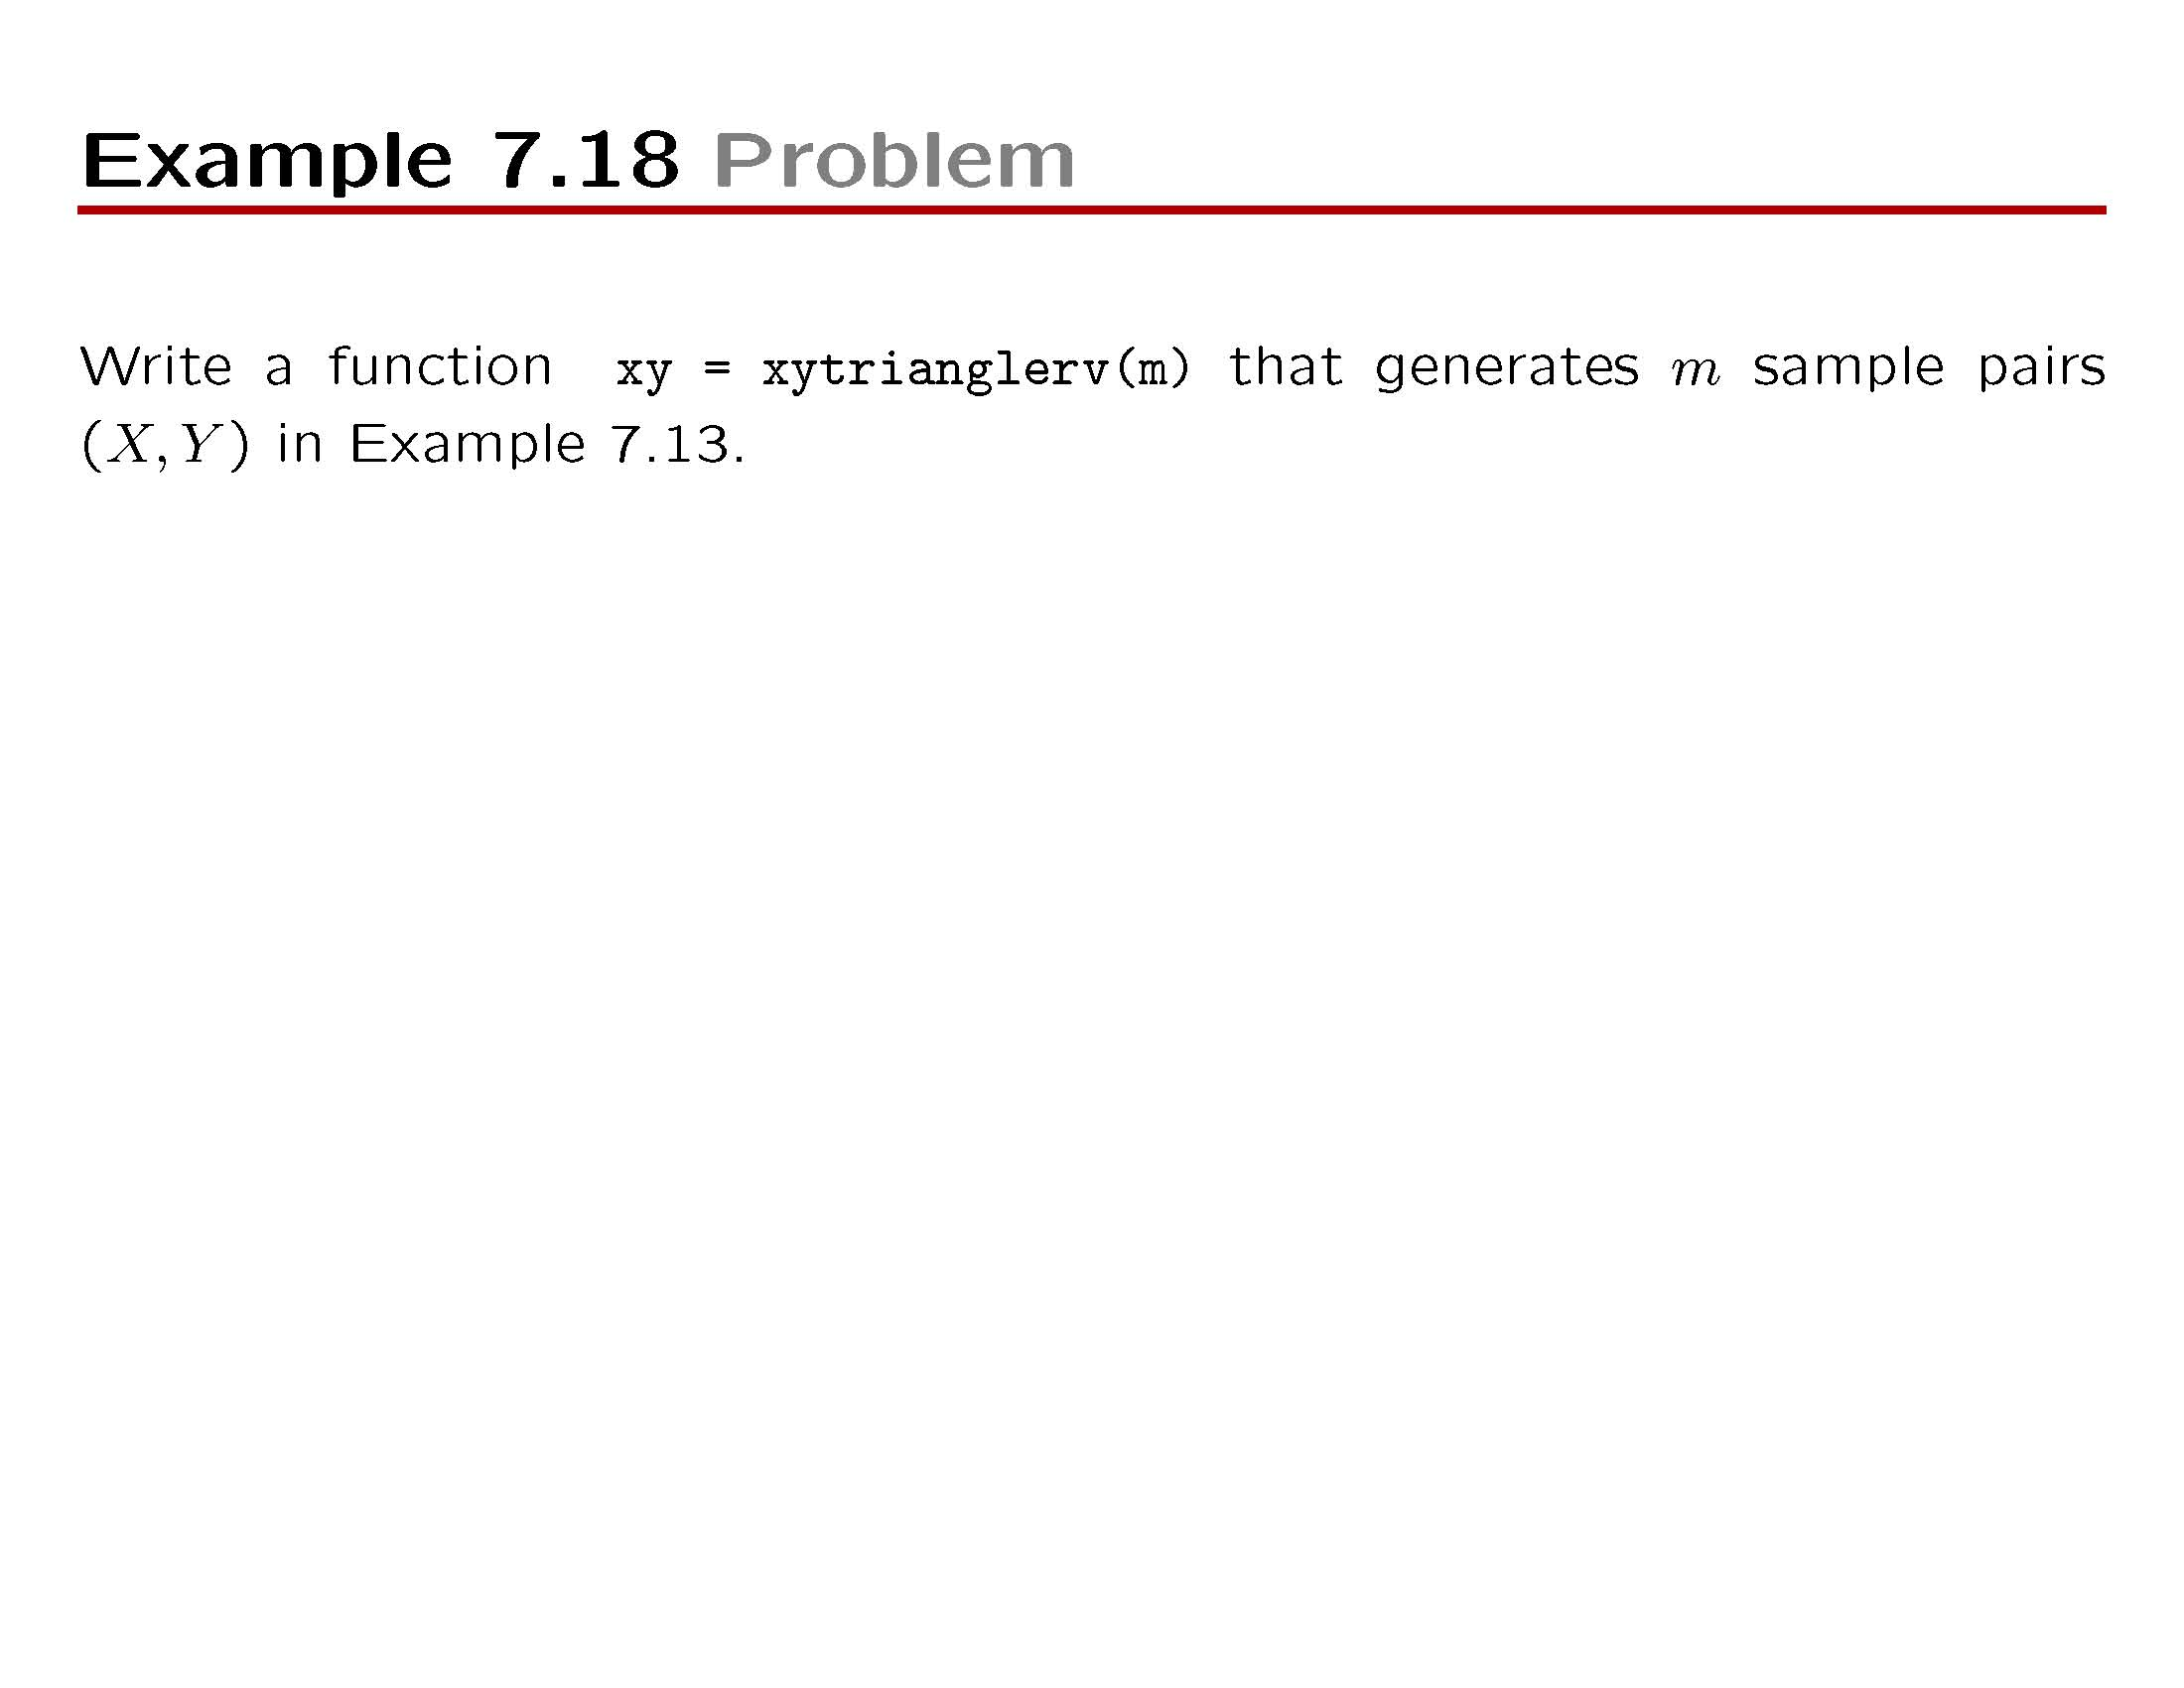 Example 7.18 Problem
Write a function xy = xytrianglerv(m) that generates m sample pairs
(X, Y) in Example 7.13.